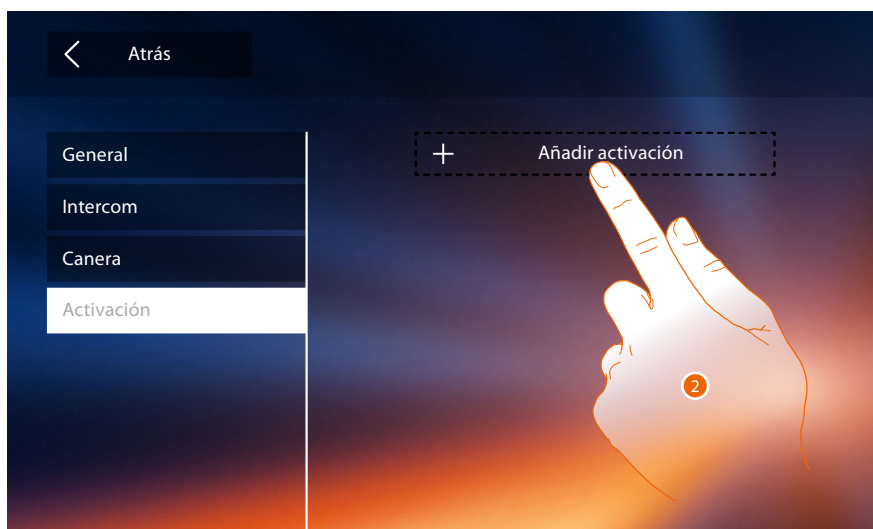 Atrás
General
+ Añadir activación
Intercom
Canera
Activación
2